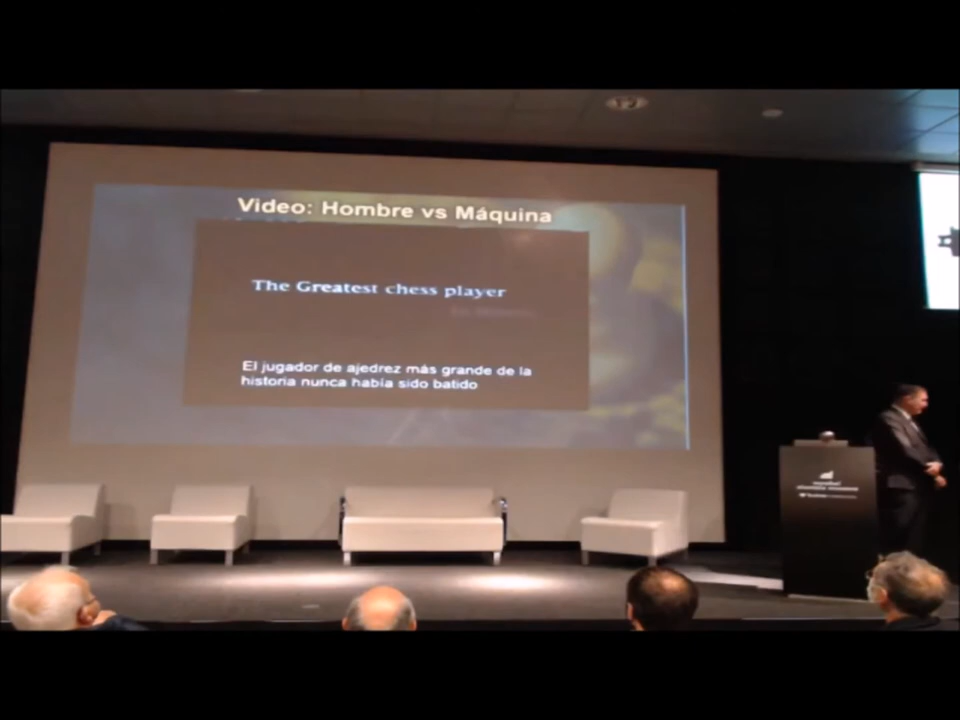 Video: Hombre vs Máquina
The Greatest chess player
El jugador de ajedrez más grande de la
historia nunca había sido batido